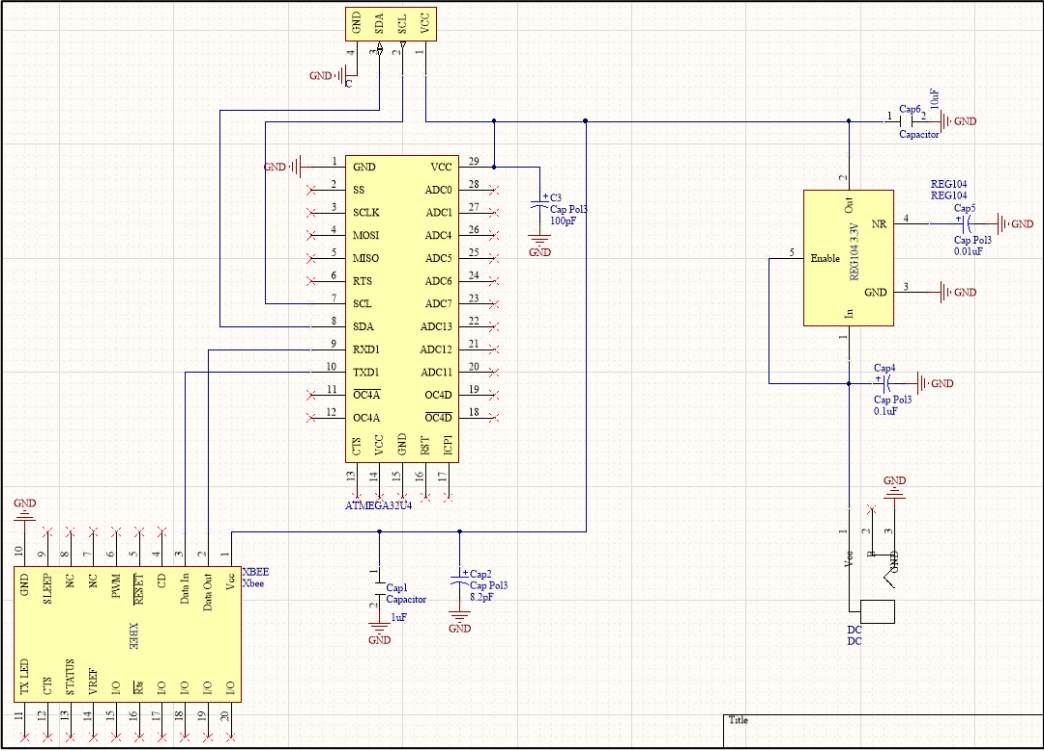 GND
SDA
SCL
VCC
4
3
2
1
GND
C
10uF
Cap6
1
2
GND
Capacitor
GND
1
GND
VCC
29
2
SS
ADC0
28
3
SCLK
ADC1
27
4
MOSI
ADC4
26
5
MISO
ADC5
25
6
RTS
ADC6
24
7
SCL
ADC7
23
8
SDA
ADC13
22
9
RXD1
ADC12
21
10
TXD1
ADC11
20
11
OC4A
OC4D
19
12
OC4A
OC4D
18
CTS
VCC
GND
RST
ICP1
13
14
15
16
17
ATMEGA32U4
C3
Cap Pol3
100pF
GND
REG104
REG104
2
Out
NR
4
Cap5
Cap Pol3
0.01uF
GND
5
Enable
REG104 3.3V
GND
3
GND
In
1
Cap4
Cap Pol3
0.1uF
GND
GND
1
2
3
Vcc
B
GND
DC
DC
GND
10
9
8
7
6
5
4
3
2
1
GND
SLEEP
NC
NC
PWM
RESET
CD
Data In
Data Out
Vcc
XBEE
Xbee
XBEE
TX LED
CTS
STATUS
VREF
I/O
Rts
I/O
I/O
I/O
I/O
11
12
13
14
15
16
17
18
19
20
1
Cap1
Capacitor
2
1uF
GND
Cap2
Cap Pol3
8.2pF
GND
Title